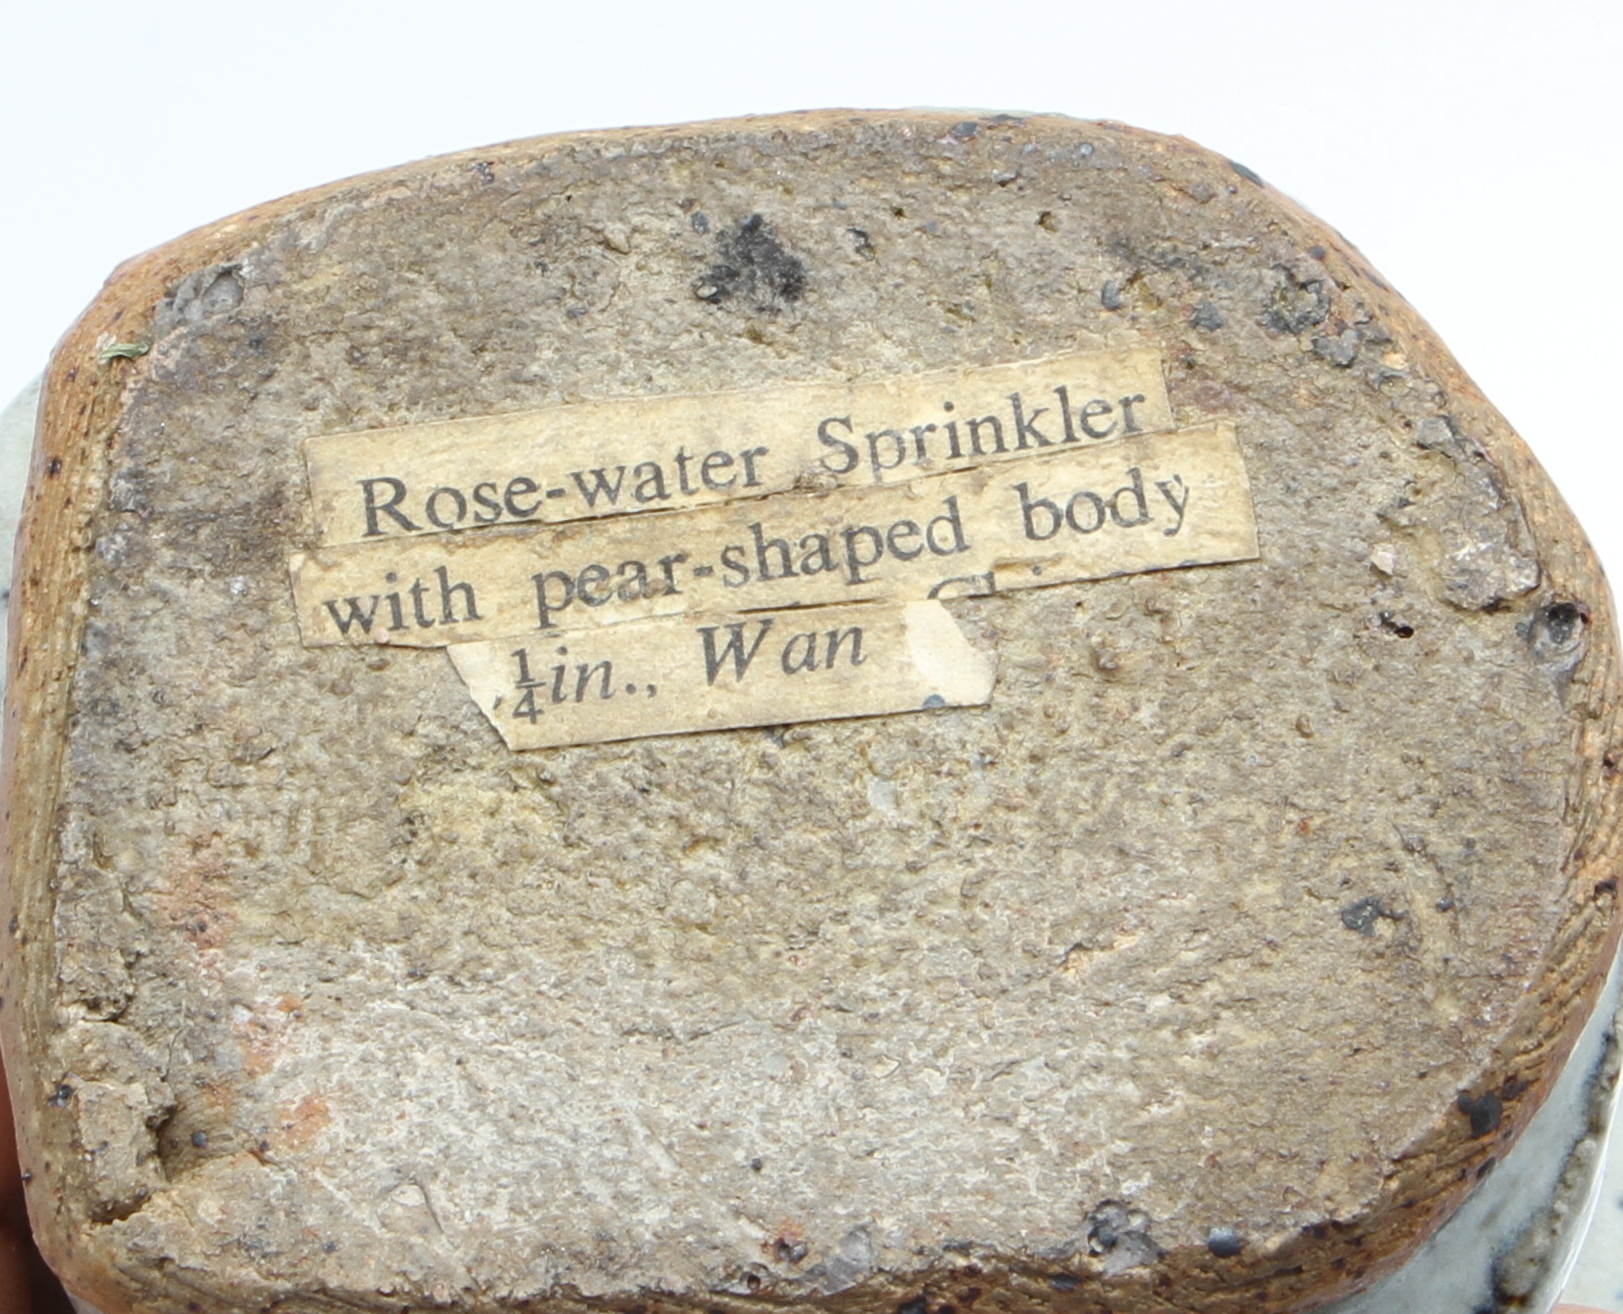 Rose-water Sprinkler
with pear-shaped body
¼in., Wan